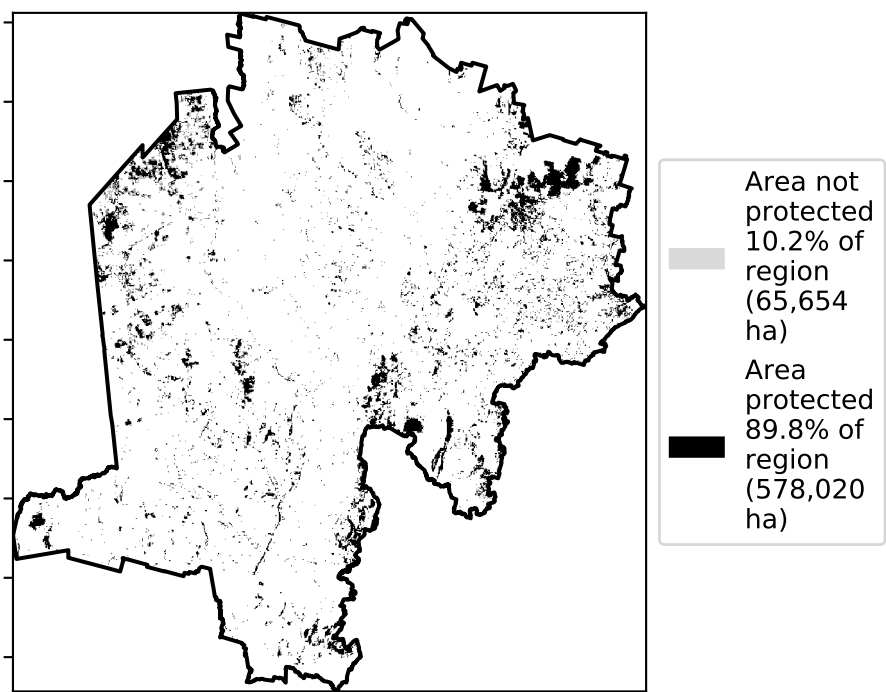 Area not
protected
10.2% of
region
(65,654
ha)
Area
protected
89.8% of
region
(578,020
ha)